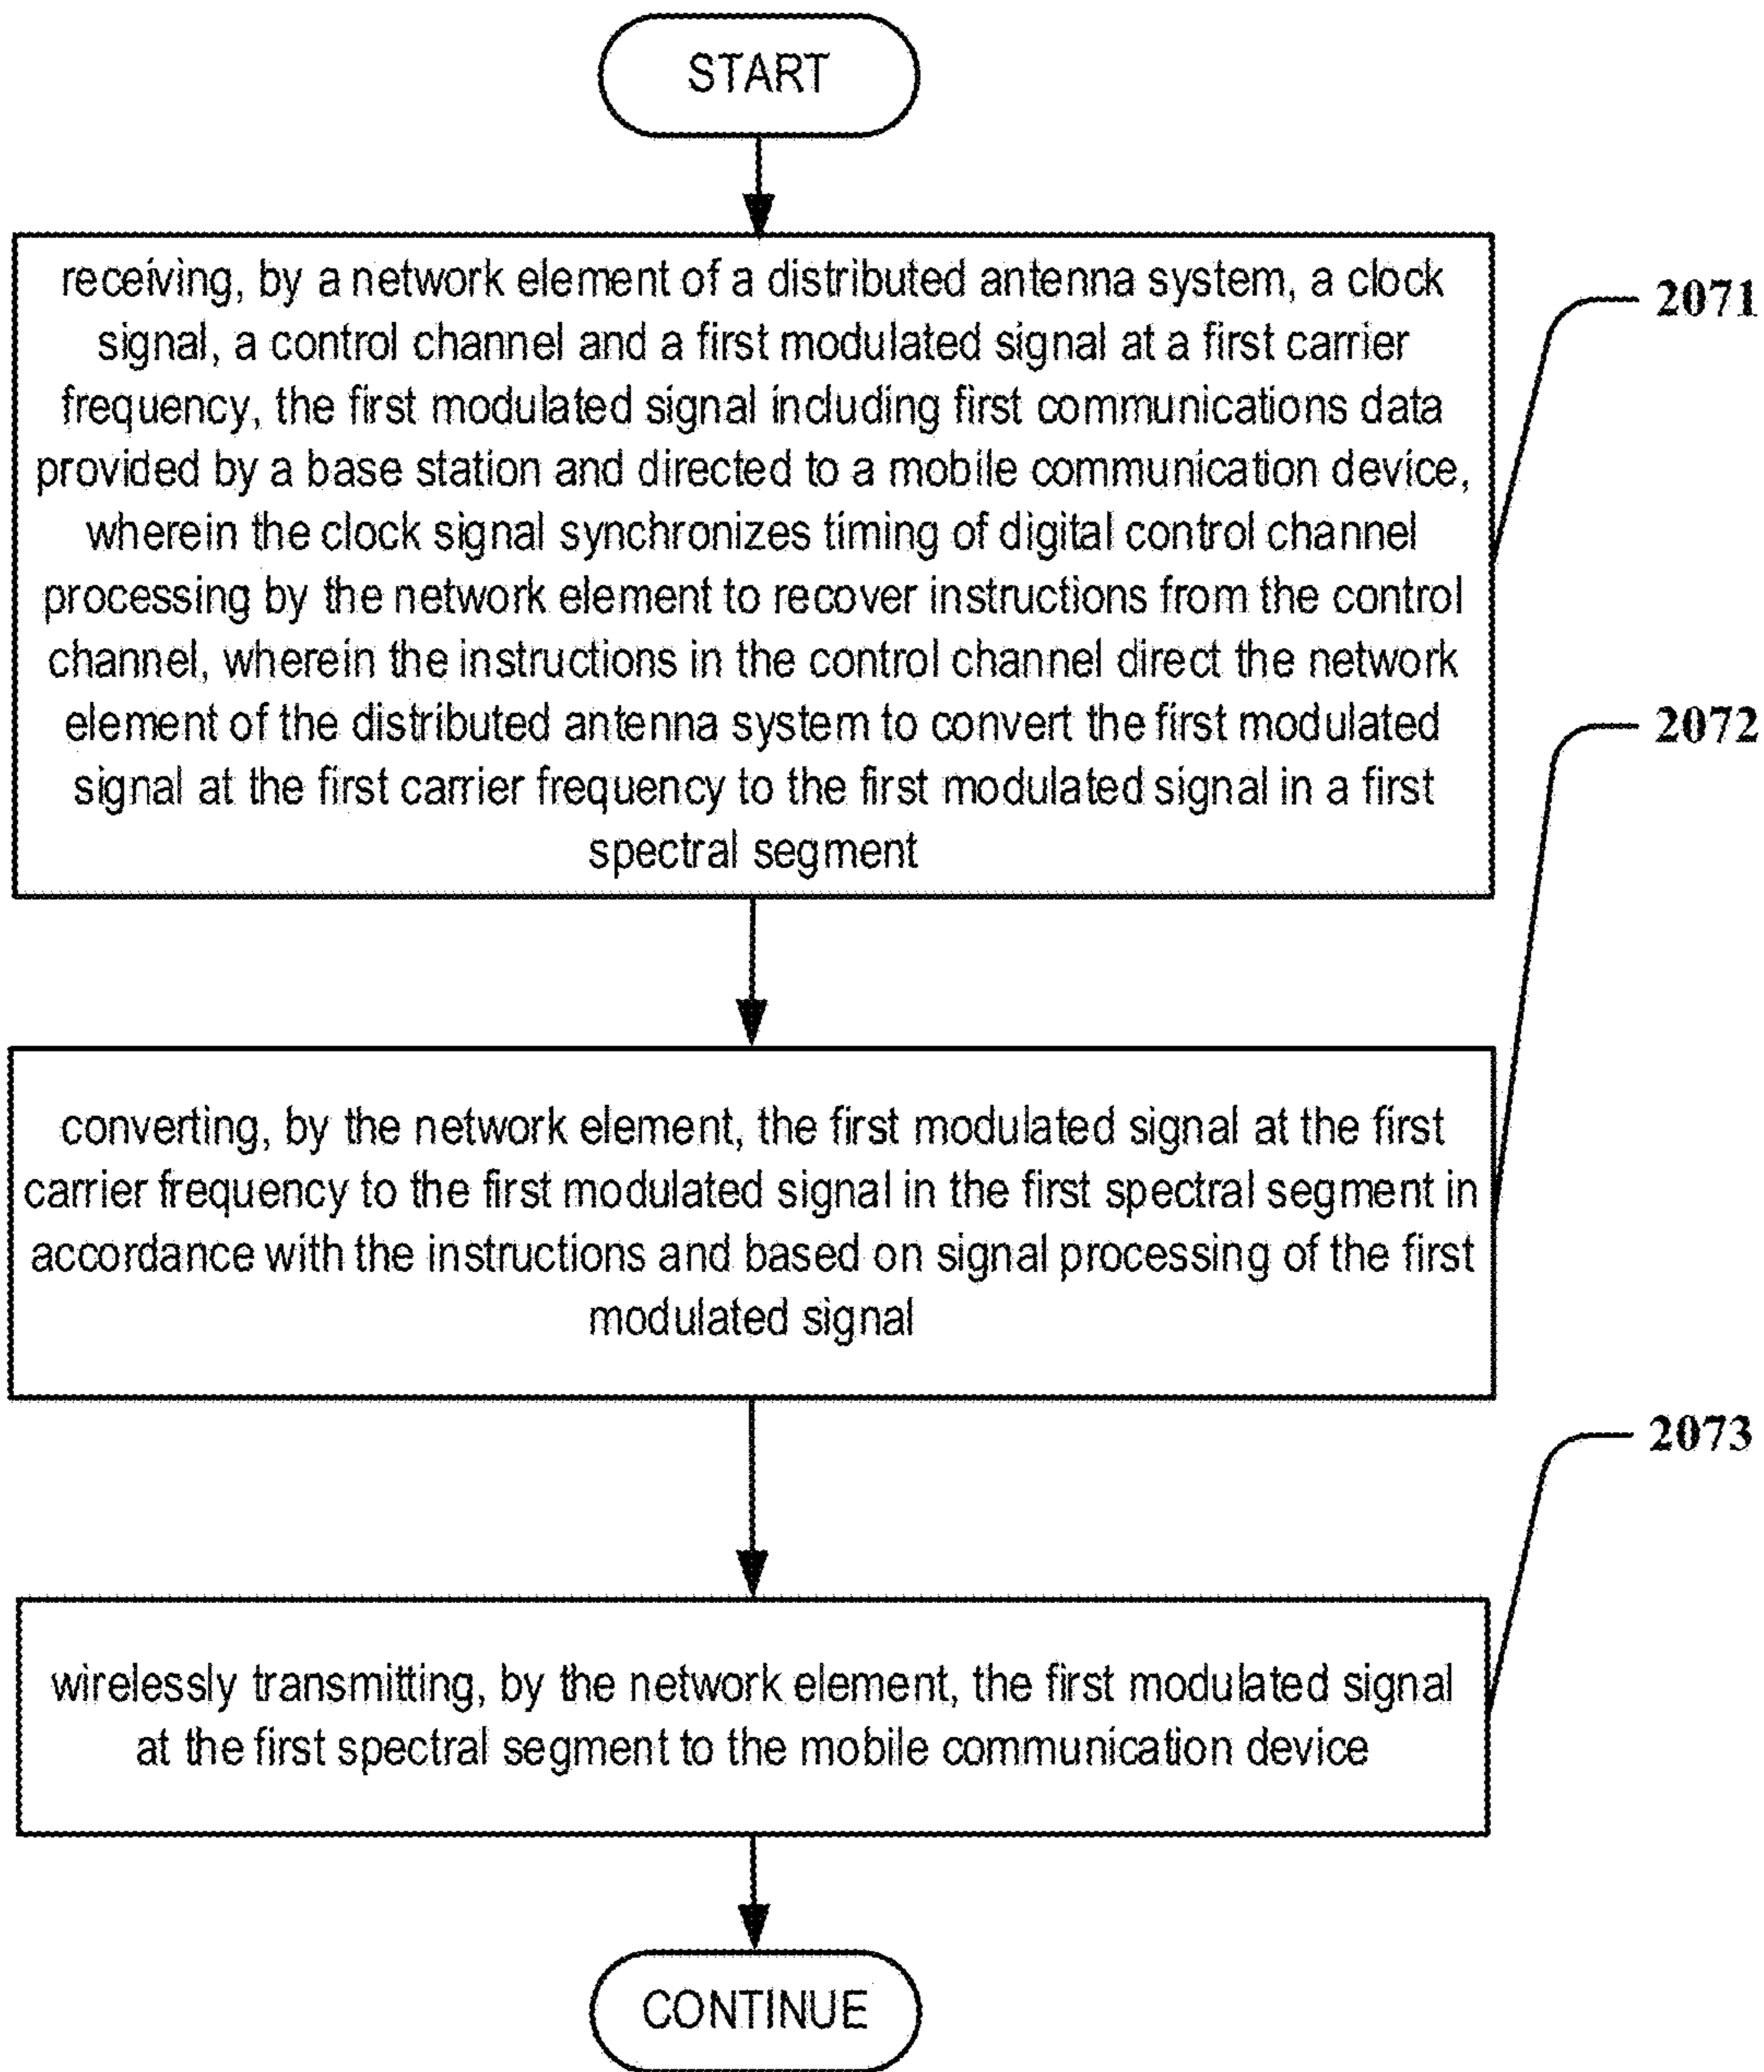 START
receiving, by a network element of a distributed antenna system, a clock
signal, a control channel and a first modulated signal at a first carrier
frequency, the first modulated signal including first communications data
provided by a base station and directed to a mobile communication device,
wherein the clock signal synchronizes timing of digital control channel
processing by the network element to recover instructions from the control
channel, wherein the instructions in the control channel direct the network
element of the distributed antenna system to convert the first modulated
signal at the first carrier frequency to the first modulated signal in a first
spectral segment
2071
converting, by the network element, the first modulated signal at the first
carrier frequency to the first modulated signal in the first spectral segment in
accordance with the instructions and based on signal processing of the first
modulated signal
2072
wirelessly transmitting, by the network element, the first modulated signal
at the first spectral segment to the mobile communication device
2073
CONTINUE